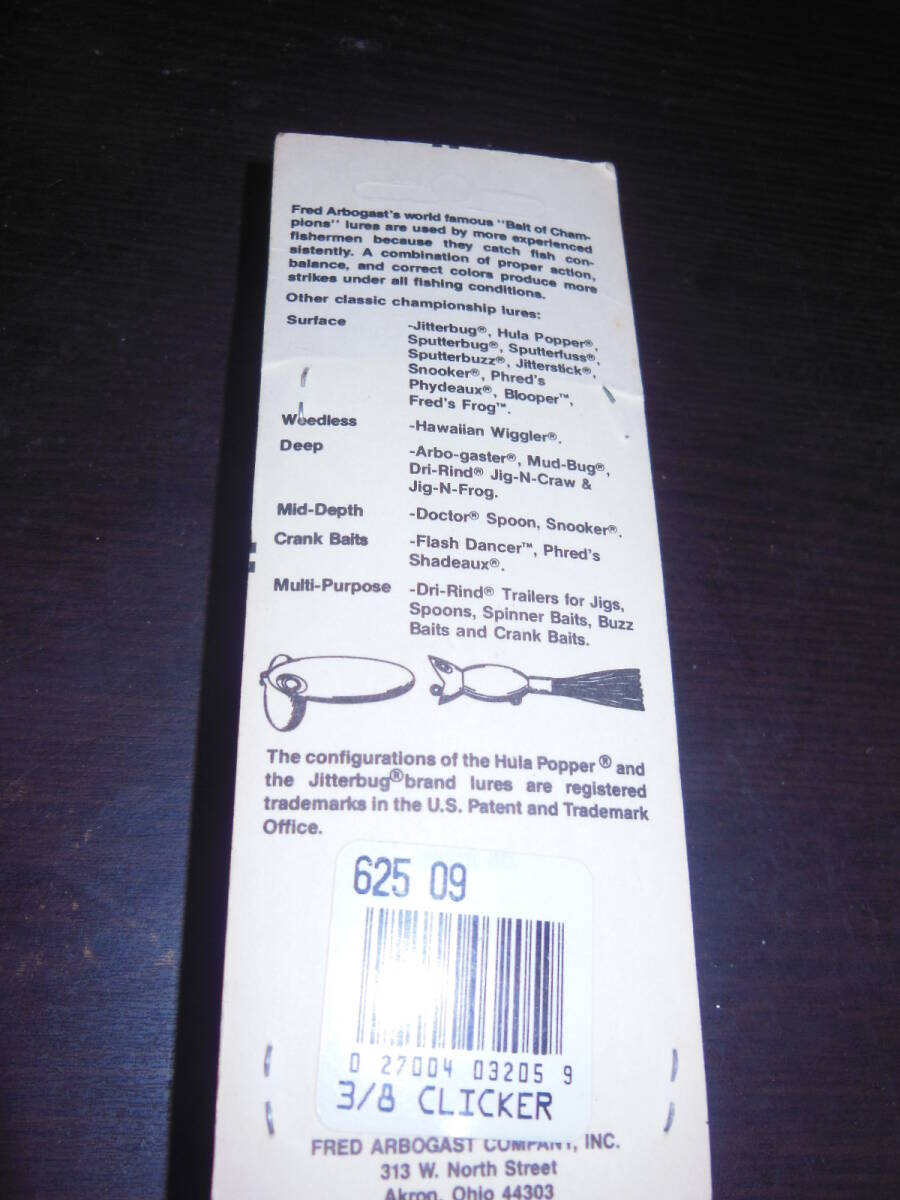 Fred Arbogast's world famous "Bait of Cham-
pions" lures are used by more experienced
fishermen because they catch fish con-
sistently. A combination of proper action,
balance, and correct colors produce more
strikes under all fishing conditions.
Other classic championship lures:
Surface -Jitterbug®, Hula Popper®,
Sputterbug®, Sputterfuss®,
Sputterbuzz®, Jitterstick®,
Snooker®, Phred's
Phydeaux®, Blooper™,
Fred's Frog™.
Weedless -Hawaiian Wiggler®.
Deep -Arbo-gaster®, Mud-Bug®,
Dri-Rind® Jig-N-Craw &
Jig-N-Frog.
Mid-Depth -Doctor® Spoon, Snooker®.
Crank Baits -Flash Dancer™, Phred's
Shadeaux®.
Multi-Purpose -Dri-Rind® Trailers for Jigs,
Spoons, Spinner Baits, Buzz
Baits and Crank Baits.
The configurations of the Hula Popper® and
the Jitterbug® brand lures are registered
trademarks in the U.S. Patent and Trademark
Office.
625 09
0 27004 03205 9
3/8 CLICKER
FRED ARBOGAST COMPANY, INC.
313 W. North Street
Akron, Ohio 44303